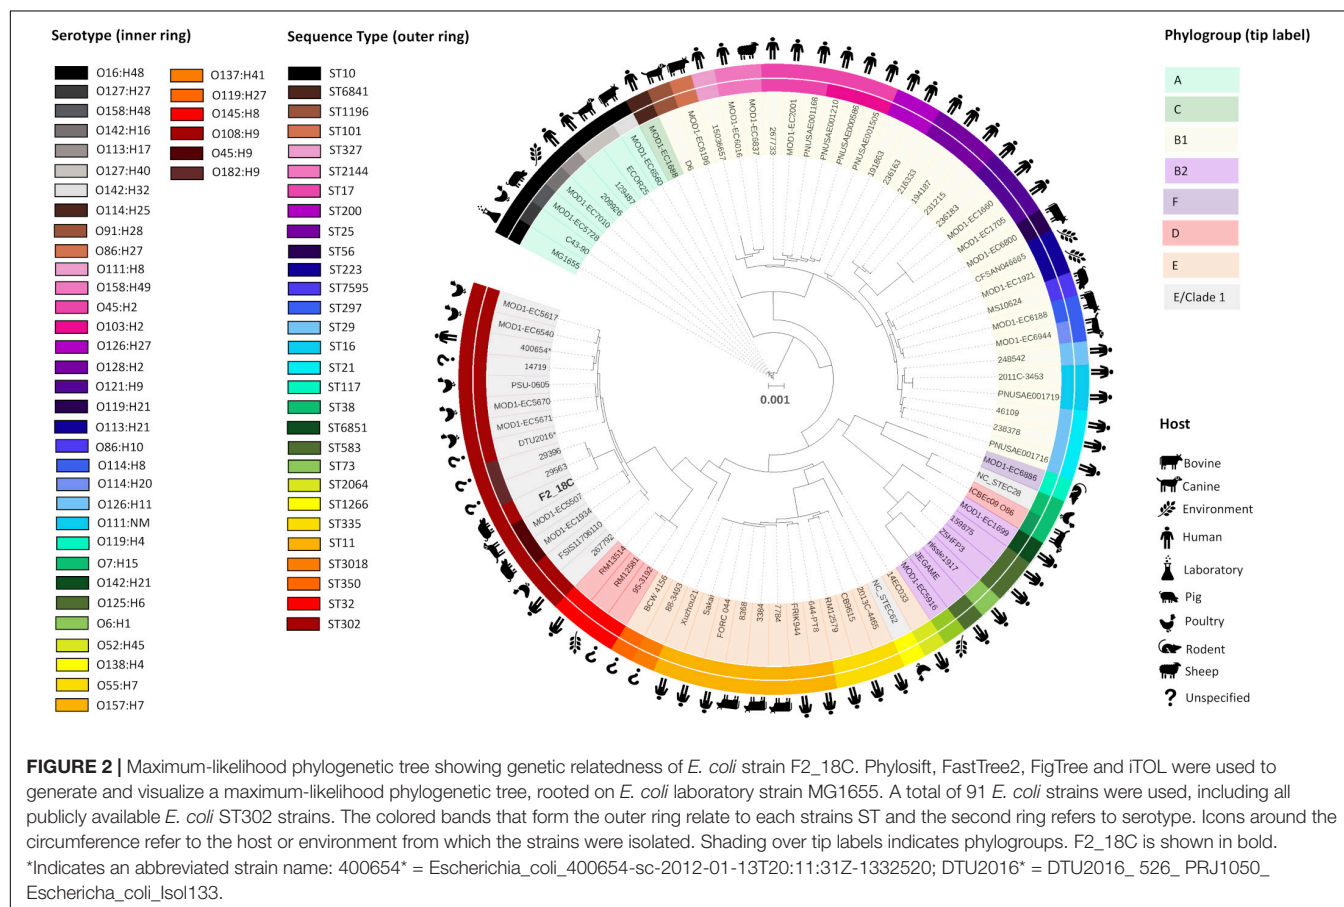 Serotype (inner ring)
O16:H48
O127:H27
O158:H48
O142:H16
O113:H17
O127:H40
O142:H32
O114:H25
O91:H28
O86:H27
O111:H8
O158:H49
O45:H2
O103:H2
O126:H27
O128:H2
O121:H9
O119:H21
O113:H21
O86:H10
O114:H8
O114:H20
O126:H11
O111:NM
O119:H4
O7:H15
O142:H21
O125:H6
O6:H1
O52:H45
O138:H4
O55:H7
O157:H7
O137:H41
O119:H27
O145:H8
O108:H9
O45:H9
O182:H9
Sequence Type (outer ring)
ST10
ST6841
ST1196
ST101
ST327
ST2144
ST17
ST200
ST25
ST56
ST223
ST7595
ST297
ST29
ST16
ST21
ST117
ST38
ST6851
ST583
ST73
ST2064
ST1266
ST335
ST11
ST3018
ST350
ST32
ST302
MG1655
C43-90
MOD1-EC5728
MOD1-EC7010
209926
129487
ECOR25
MOD1-EC6560
MOD1-EC1688
D6
MOD1-EC6196
15036657
MOD1-EC6016
MOD1-EC3837
267733
MOD1-EC2001
PNUSAE001168
PNUSAE001210
PNUSAE000586
PNUSAE001505
191863
236163
216333
194187
231215
236183
MOD1-EC1660
MOD1-EC1705
MOD1-EC6800
CFSAN046665
MOD1-EC1921
MS10624
MOD1-EC6188
MOD1-EC6944
248542
2011C-3453
PNUSAE001719
46109
238378
PNUSAE001716
MOD1-EC6886
NC_STEC28
MOD1-EC1699
159875
ZSHFP3
nissle1917
JEGAME
MOD1-EC5916
14EC033
NC_STEC62
2013C-4465
CB9615
RM12579
644-PT8
FRIK944
7784
3384
8368
FORC 044
Sakai
Xuzhou21
88-3493
BCW 4156
95-3192
RM12581
RM13514
267792
FSIS11706110
MOD1-EC1934
MOD1-EC5507
F2_18C
29563
29396
DTU2016*
MOD1-EC5671
MOD1-EC5670
PSU-0605
14719
400654*
MOD1-EC6540
MOD1-EC5617
0.001
?
?
?
?
?
?
?
Phylogroup (tip label)
A
C
B1
B2
F
D
E
E/Clade 1
Host
Bovine
Canine
Environment
Human
Laboratory
Pig
Poultry
Rodent
Sheep
? Unspecified
FIGURE 2 | Maximum-likelihood phylogenetic tree showing genetic relatedness of E. coli strain F2_18C. Phylosift, FastTree2, FigTree and iTOL were used to
generate and visualize a maximum-likelihood phylogenetic tree, rooted on E. coli laboratory strain MG1655. A total of 91 E. coli strains were used, including all
publicly available E. coli ST302 strains. The colored bands that form the outer ring relate to each strains ST and the second ring refers to serotype. Icons around the
circumference refer to the host or environment from which the strains were isolated. Shading over tip labels indicates phylogroups. F2_18C is shown in bold.
*Indicates an abbreviated strain name: 400654* = Escherichia_coli_400654-sc-2012-01-13T20:11:31Z-1332520; DTU2016* = DTU2016_ 526_ PRJ1050_
Eschericha_coli_Isol133.